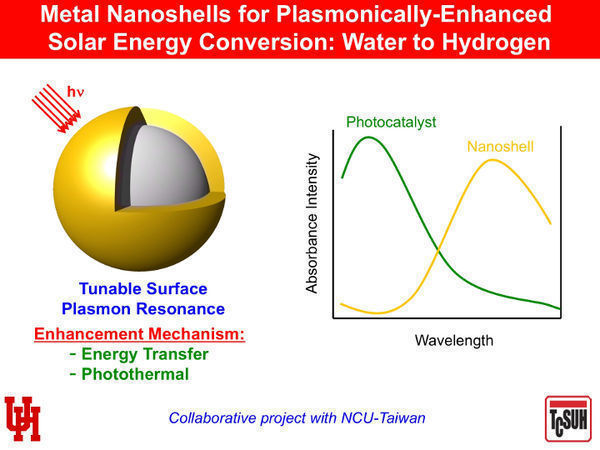 Metal Nanoshells for Plasmonically-Enhanced
Solar Energy Conversion: Water to Hydrogen
hν
Photocatalyst
Nanoshell
Absorbance Intensity
Wavelength
Tunable Surface
Plasmon Resonance
Enhancement Mechanism:
- Energy Transfer
- Photothermal
UH
Collaborative project with NCU-Taiwan
TcSUH